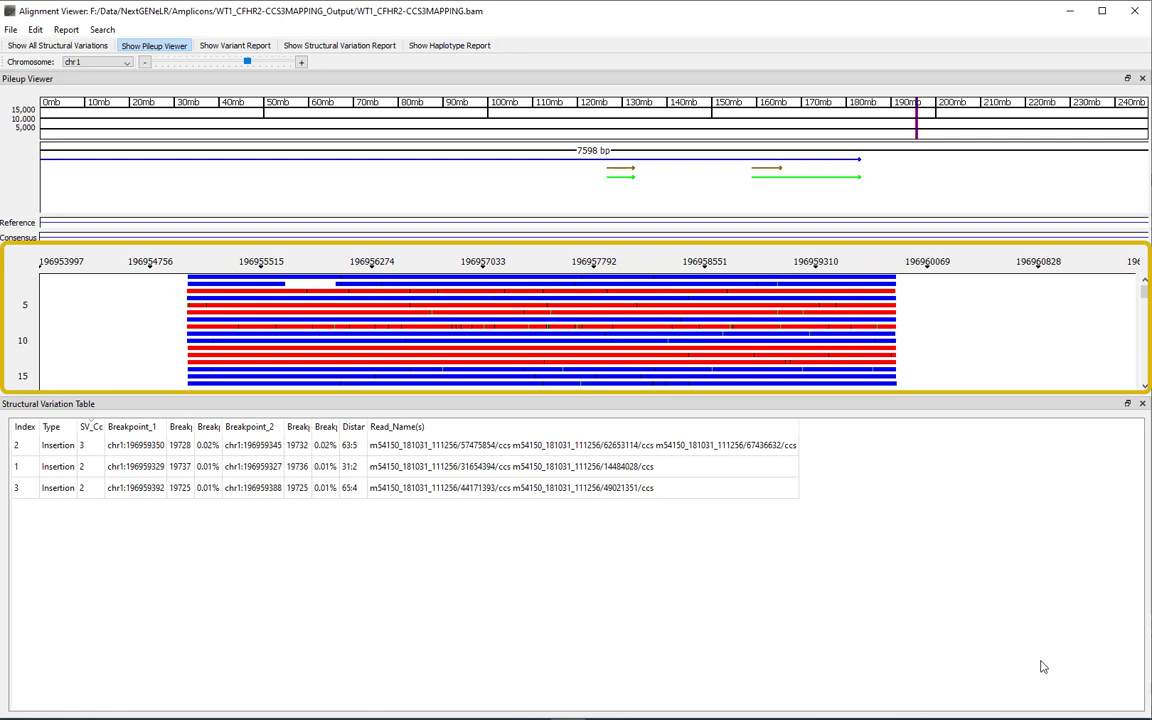 Alignment Viewer: F:/Data/NextGENeLR/Amplicons/WT1_CFHR2-CCS3MAPPING_Output/WT1_CFHR2-CCS3MAPPING.bam
File Edit Report Search
Show All Structural Variations Show Pileup Viewer Show Variant Report Show Structural Variation Report Show Haplotype Report
Chromosome: chr1 - +
Pileup Viewer
0mb 10mb 20mb 30mb 40mb 50mb 60mb 70mb 80mb 90mb 100mb 110mb 120mb 130mb 140mb 150mb 160mb 170mb 180mb 190mb 200mb 210mb 220mb 230mb 240mb
15,000
10,000
5,000
7598 bp
Reference
Consensus
196953997 196954756 196955515 196956274 196957033 196957792 196958551 196959310 196960069 196960828 196
5
10
15
Structural Variation Table
Index Type SV_Cc Breakpoint_1 Break Break Breakpoint_2 Break Break Distar Read_Name(s)
2 Insertion 3 chr1:196959350 19728 0.02% chr1:196959345 19732 0.02% 63:5 m54150_181031_111256/57475854/ccs m54150_181031_111256/62653114/ccs m54150_181031_111256/67436632/ccs
1 Insertion 2 chr1:196959329 19737 0.01% chr1:196959327 19736 0.01% 31:2 m54150_181031_111256/31654394/ccs m54150_181031_111256/14484028/ccs
3 Insertion 2 chr1:196959392 19725 0.01% chr1:196959388 19725 0.01% 65:4 m54150_181031_111256/44171393/ccs m54150_181031_111256/49021351/ccs